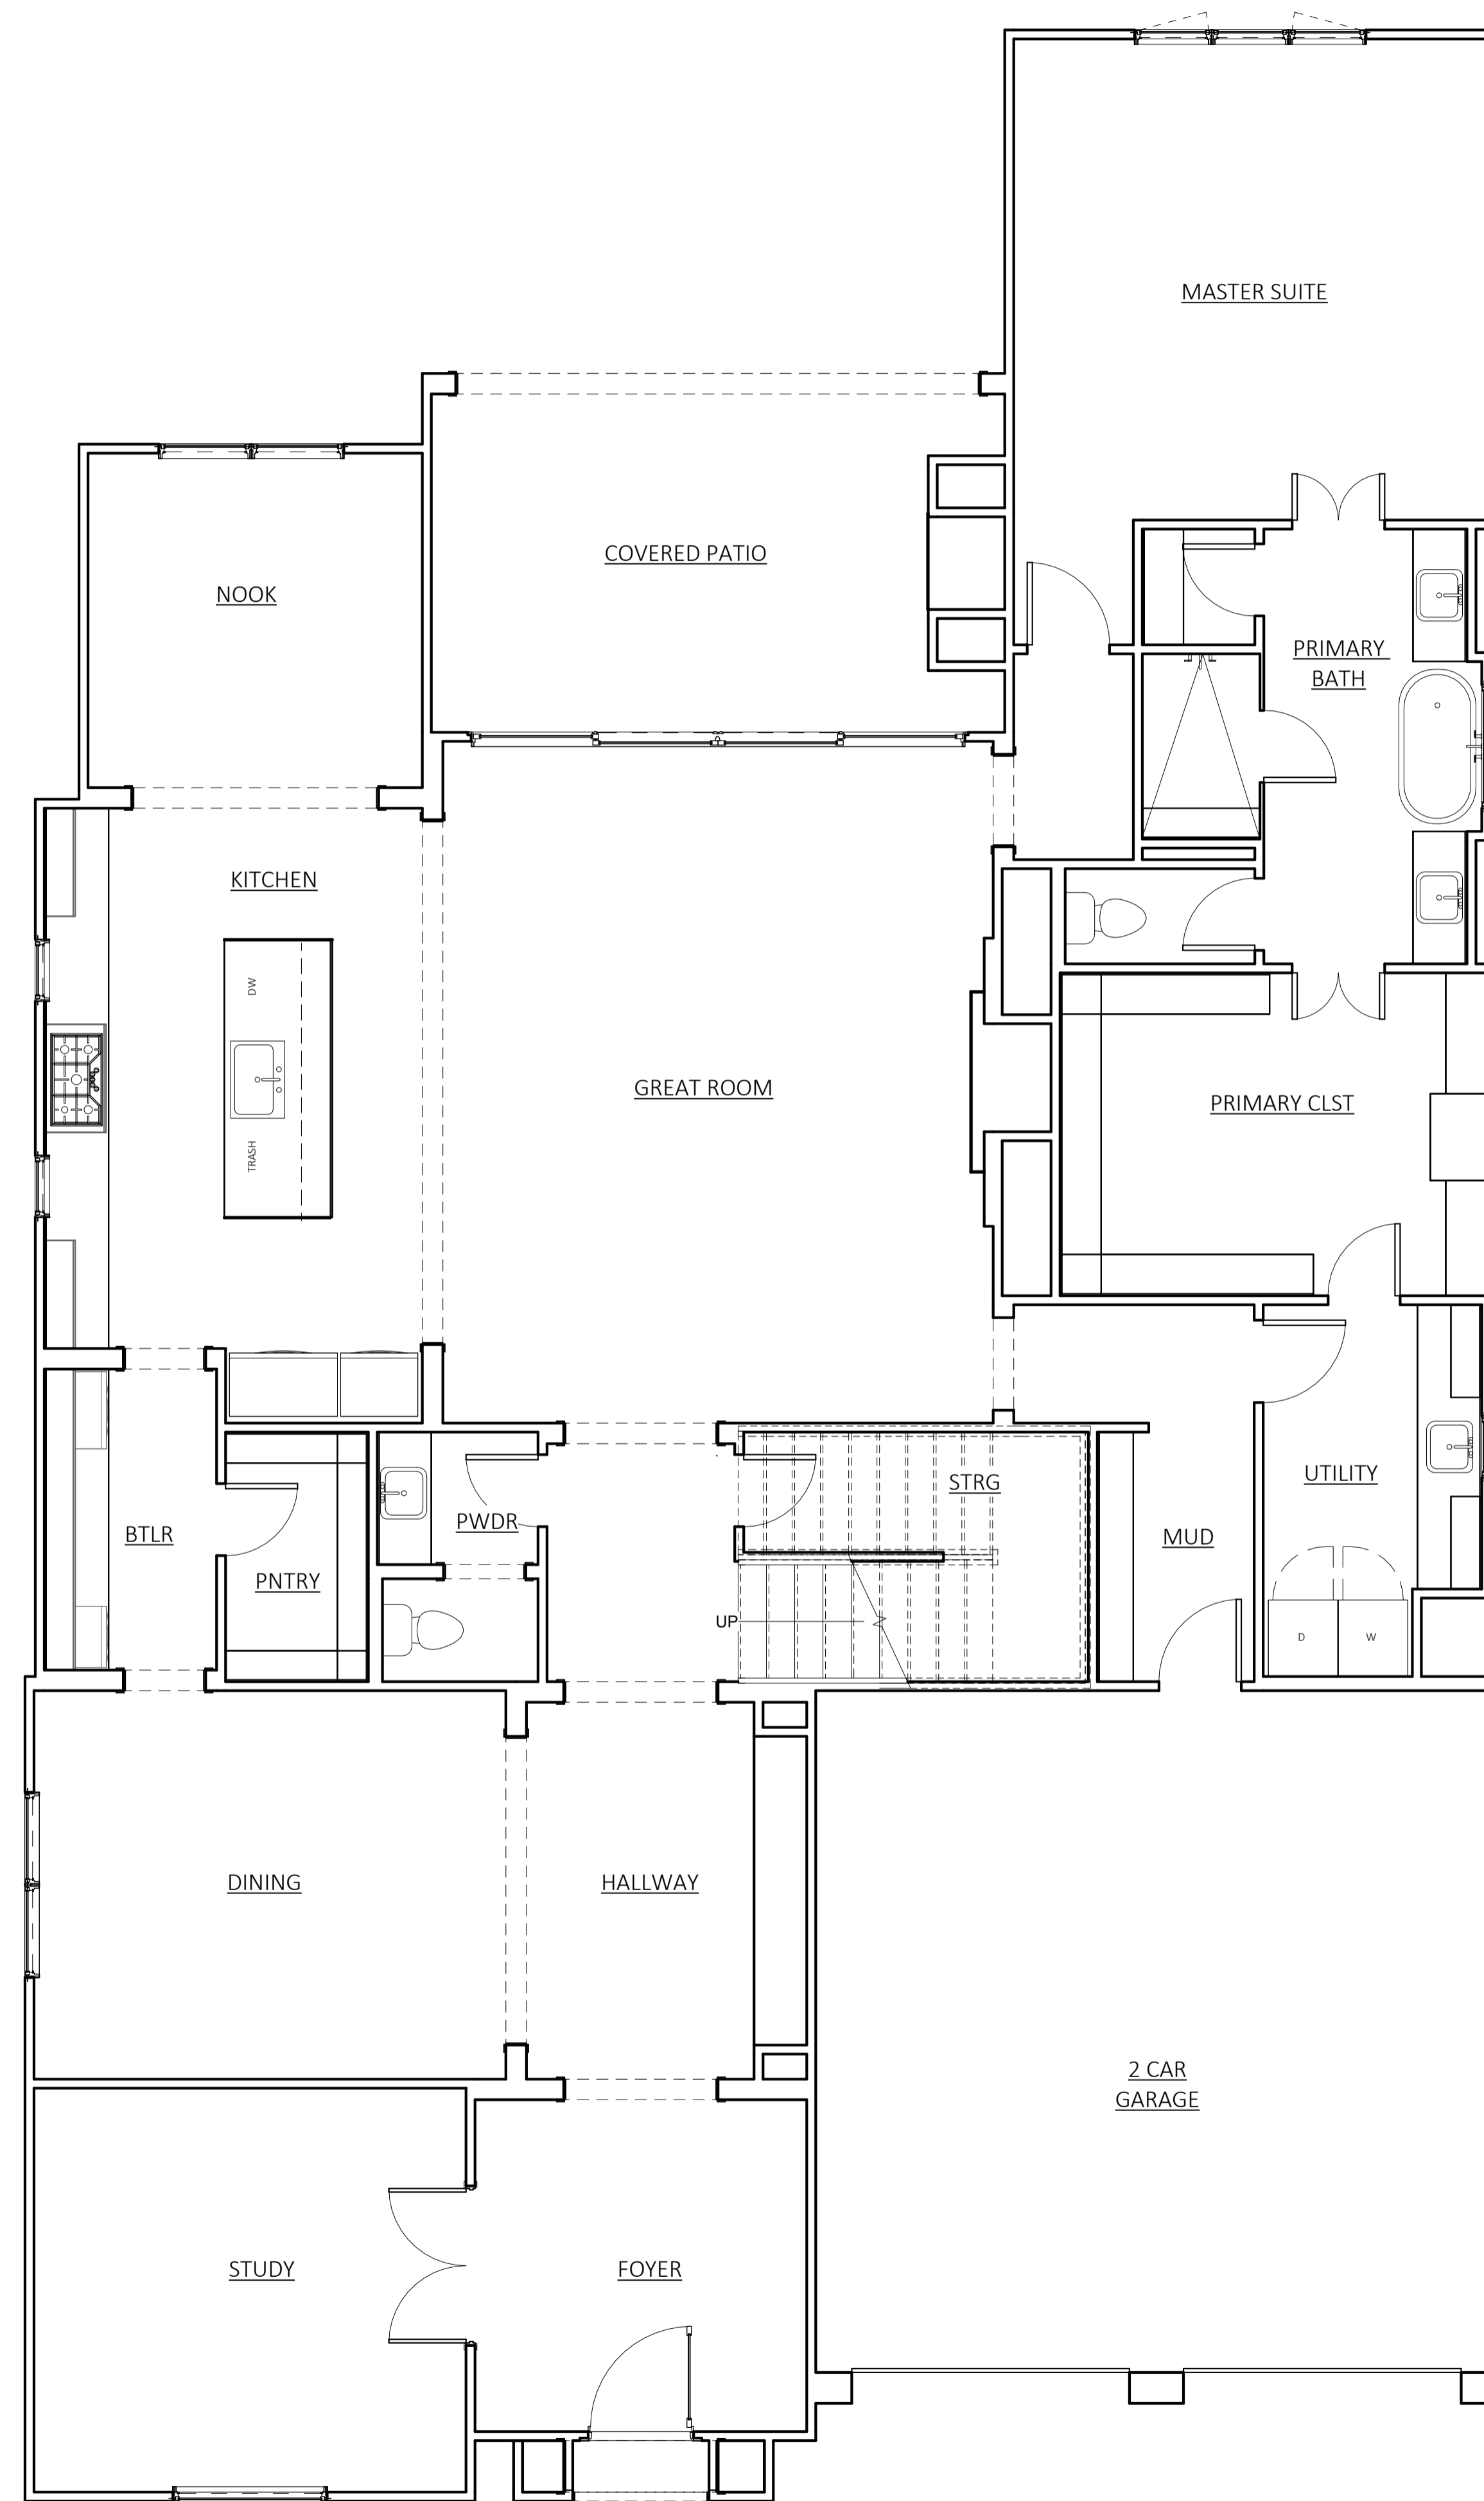 MASTER SUITE
COVERED PATIO
NOOK
PRIMARY
BATH
KITCHEN
DW
GREAT ROOM
PRIMARY CLST
TRASH
STRG
UTILITY
PWDR
BTLR
MUD
PNTRY
UP
D
W
DINING
HALLWAY
2 CAR
GARAGE
STUDY
FOYER